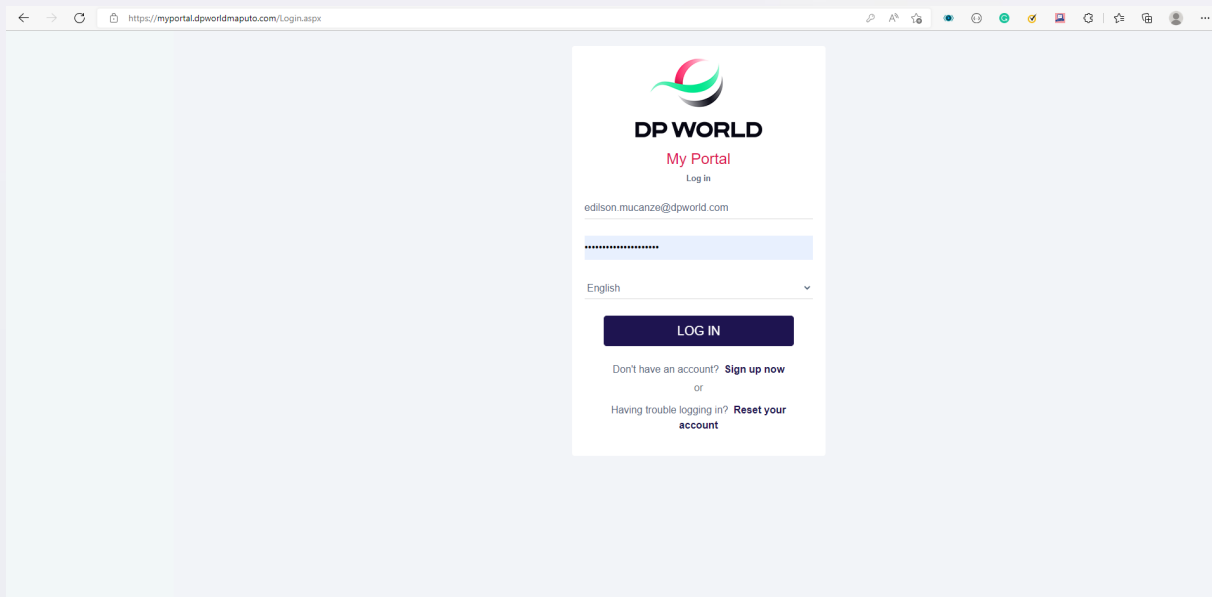 https://myportal.dpworldmaputo.com/Login.aspx
DP WORLD
My Portal
Log in
edilson.mucanze@dpworld.com
•••••••••••••••••••••
English
LOG IN
Don't have an account? Sign up now
or
Having trouble logging in? Reset your
account